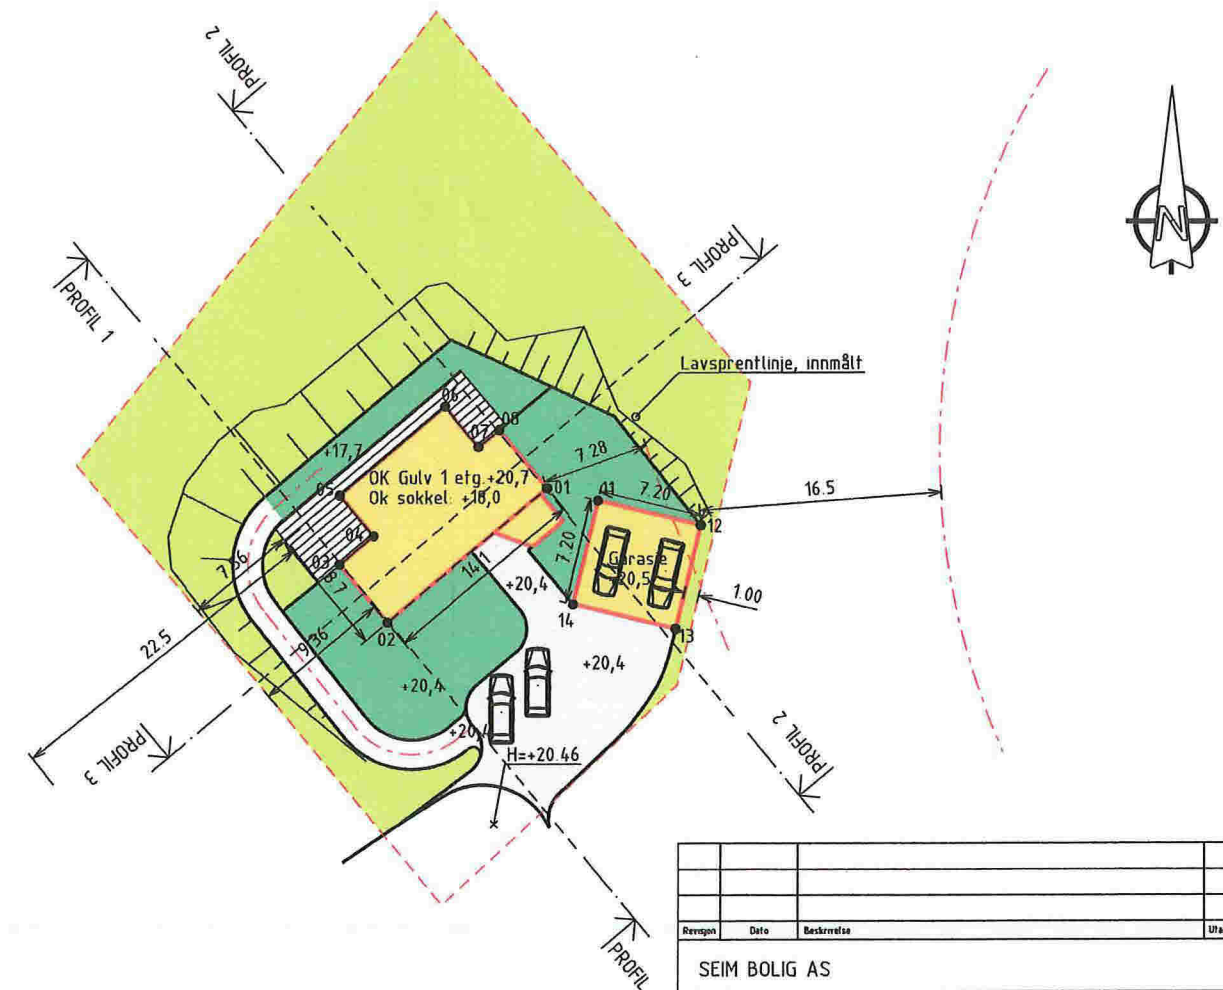 PROFIL 2
PROFIL 1
PROFIL 3
N
Lavsprentlinje, innmålt
06
08
07
7.28
+17,7
OK Gulv 1 etg.+20,7
Ok sokkel: +18,0
05
01
7.20
16.5
12
04
03
7.20
Garasje
8.7
14.1
+20,4
1.00
14
13
02
22.5
9.36
+20,4
+20,4
+20,4
PROFIL 3
H=+20.46
PROFIL 2
PROFIL
Revisjon Dato Beskrivelse
SEIM BOLIG AS